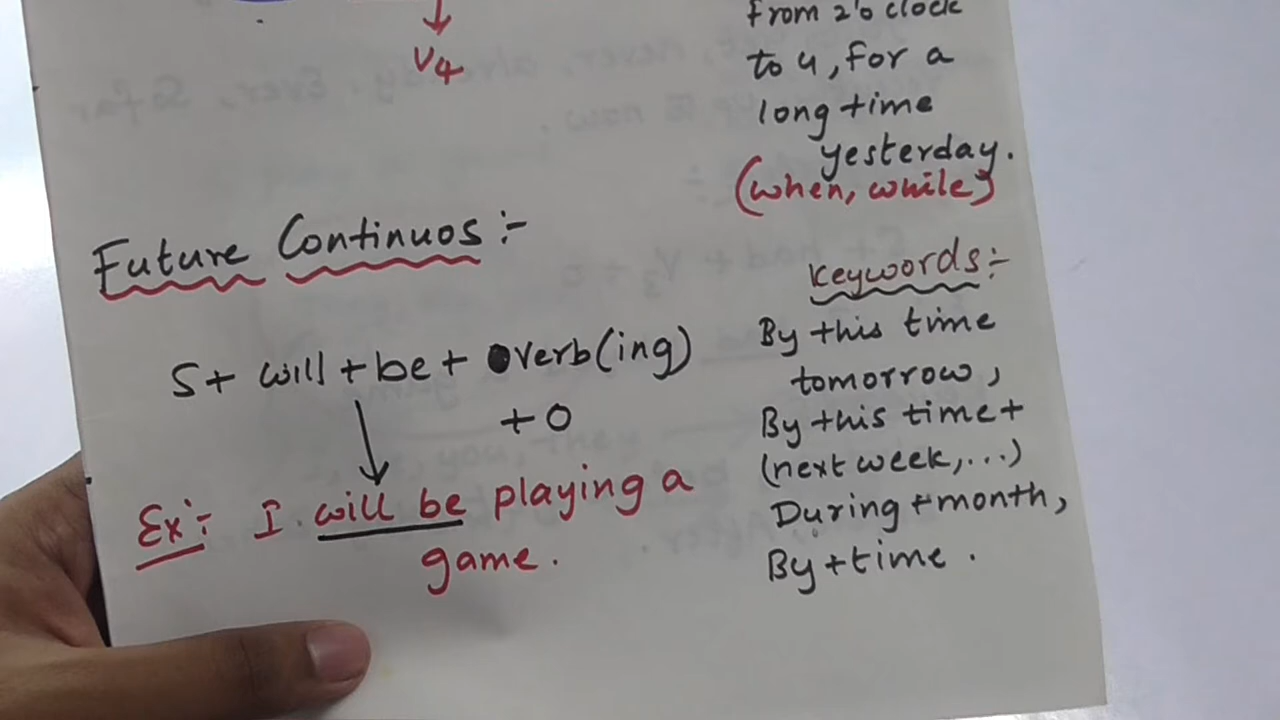 V4
From 2'o clock
to 4, for a
long time
yesterday.
(when, while)
Future Continuos :-
S + will + be + verb(ing)
+ O
Ex :- I will be playing a
game.
Keywords :-
By this time
tomorrow,
By this time +
(next week,...)
During + month,
By + time.